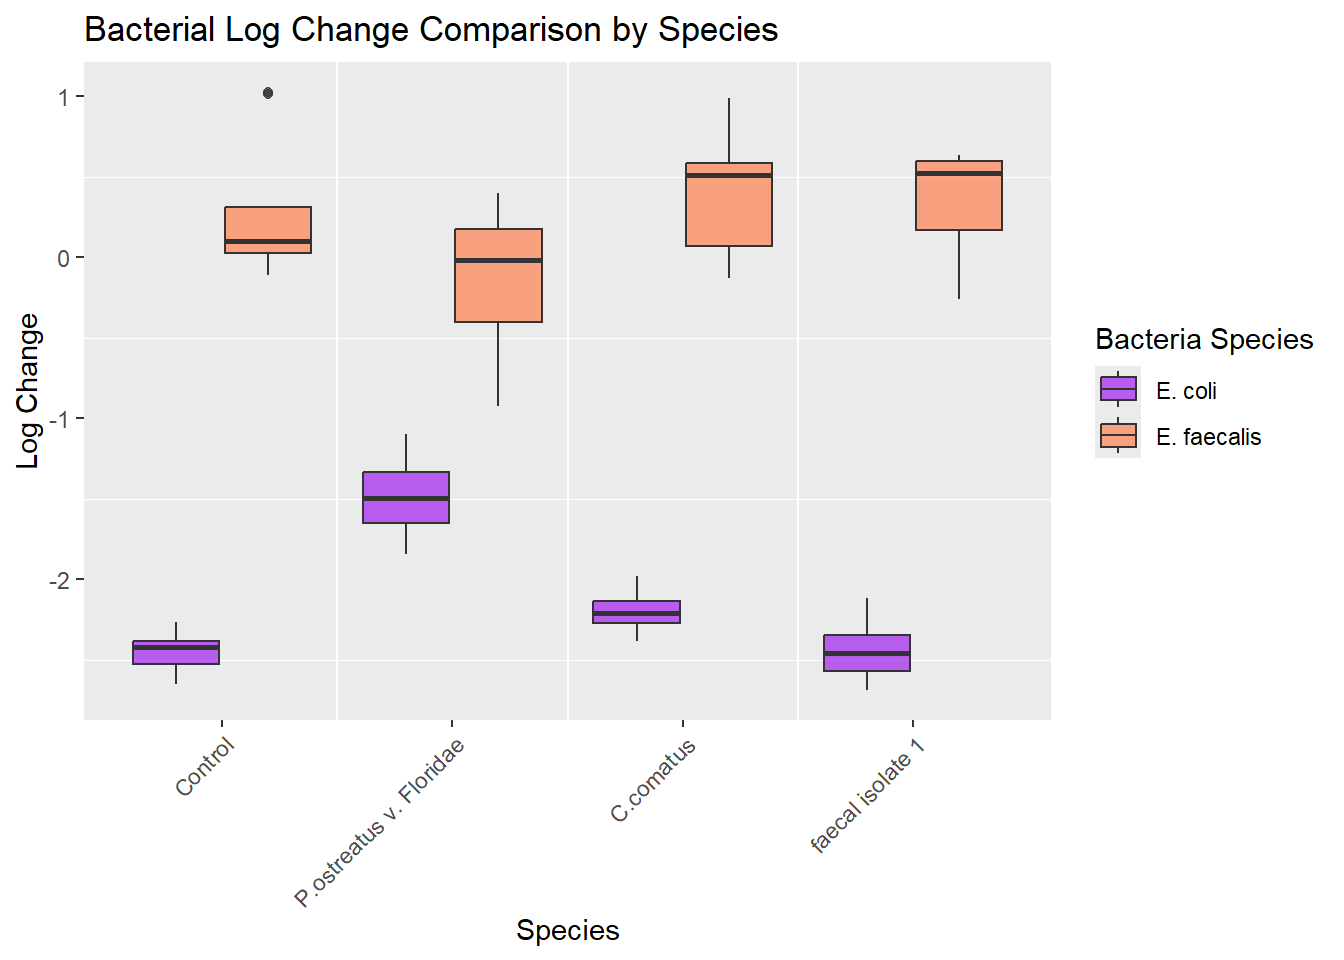 Bacterial Log Change Comparison by Species
1
0
-1
-2
Log Change
Control
P.ostreatus v. Floridae
C.comatus
faecal isolate 1
Species
Bacteria Species
E. coli
E. faecalis